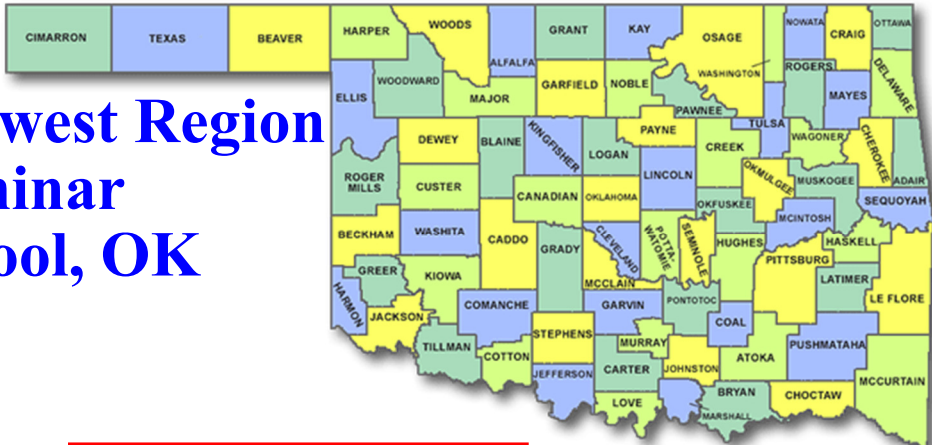 CIMARRON
TEXAS
BEAVER
HARPER
WOODS
ALFALFA
GRANT
KAY
OSAGE
WASHINGTON
NOWATA
CRAIG
OTTAWA
ELLIS
WOODWARD
MAJOR
GARFIELD
NOBLE
PAWNEE
ROGERS
MAYES
DELAWARE
west Region
DEWEY
BLAINE
KINGFISHER
LOGAN
PAYNE
CREEK
TULSA
WAGONER
CHEROKEE
ADAIR
ninar
ROGER
MILLS
CUSTER
CANADIAN
OKLAHOMA
LINCOLN
OKFUSKEE
OKMULGEE
MUSKOGEE
SEQUOYAH
ool, OK
BECKHAM
WASHITA
CADDO
GRADY
CLEVELAND
POTTA-
WATOMIE
SEMINOLE
HUGHES
MCINTOSH
HASKELL
PITTSBURG
GREER
KIOWA
MCCLAIN
LATIMER
LE FLORE
HARMON
JACKSON
COMANCHE
GARVIN
PONTOTOC
COAL
TILLMAN
COTTON
STEPHENS
MURRAY
JOHNSTON
ATOKA
PUSHMATAHA
MCCURTAIN
JEFFERSON
CARTER
LOVE
MARSHALL
BRYAN
CHOCTAW